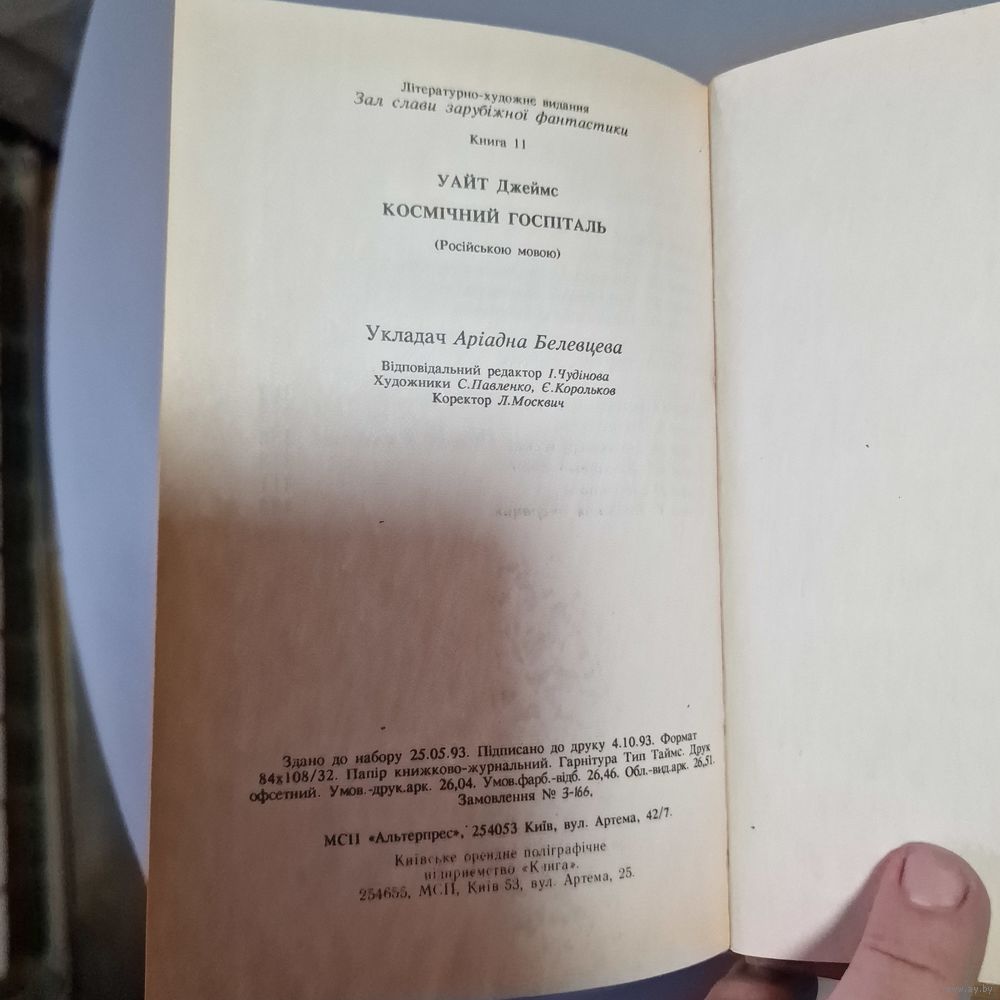 Літературно-художнє видання
Зал слави зарубіжної фантастики
Книга 11
УАЙТ Джеймс
КОСМІЧНИЙ ГОСПІТАЛЬ
(Російською мовою)
Укладач Аріадна Белевцева
Відповідальний редактор І.Чудінова
Художники С.Павленко, Є.Корольков
Коректор Л.Москвич
Здано до набору 25.05.93. Підписано до друку 4.10.93. Формат
84х108/32. Папір книжково-журнальний. Гарнітура Тип Таймс. Друк
офсетний. Умов.-друк.арк. 26,04. Умов.фарб.-відб. 26,46. Обл.-вид.арк. 26,51.
Замовлення № 3-166.
МСП «Альтерпрес», 254053 Київ, вул. Артема, 42/7.
Київське орендне поліграфічне
підприємство «Книга».
254655, МСП, Київ 53, вул. Артема, 25.
www.ay.by